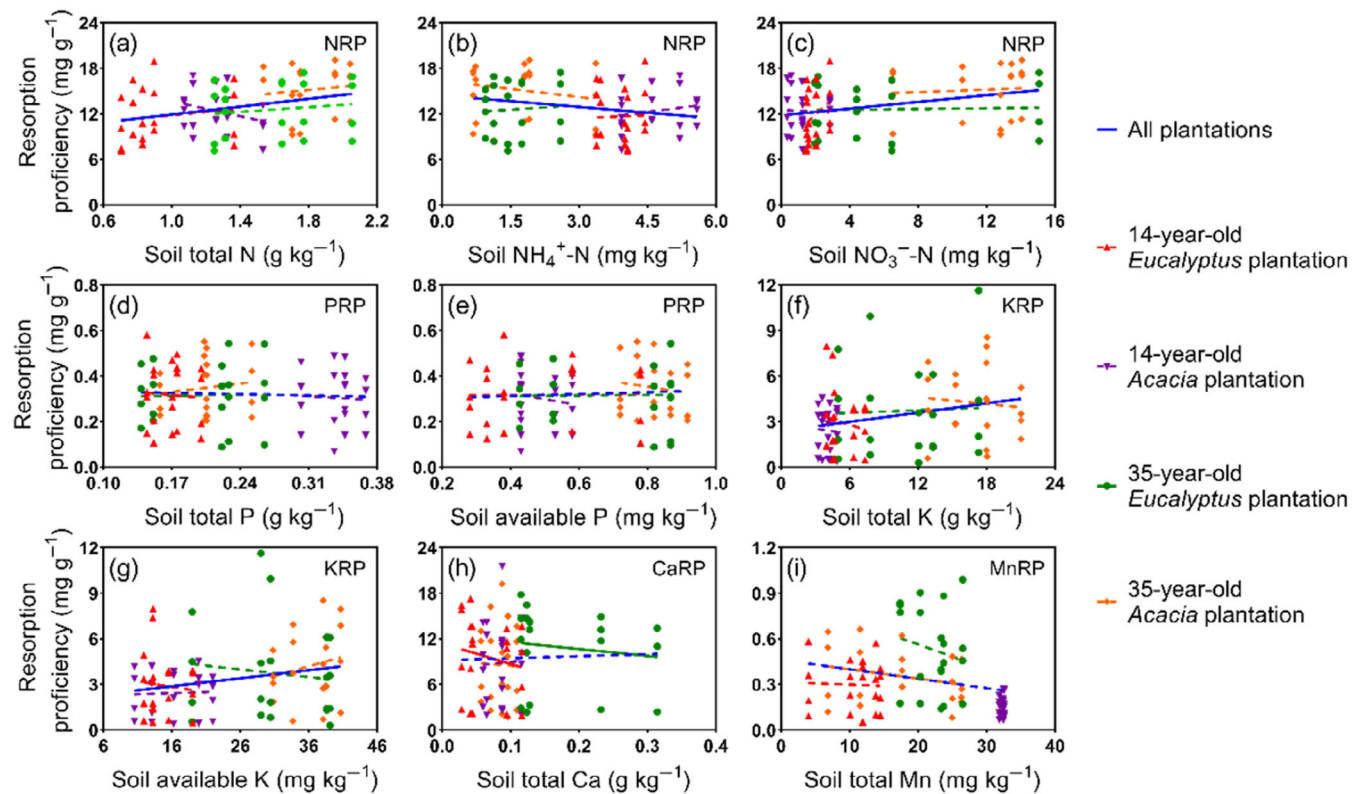 24
18
12
6
0
(a)
NRP
0.6
1.0
1.4
1.8
2.2
Soil total N (g kg⁻¹)
Resorption
proficiency (mg g⁻¹)
24
18
12
6
0
(b)
NRP
0.0
1.5
3.0
4.5
6.0
Soil NH₄⁺-N (mg kg⁻¹)
24
18
12
6
0
(c)
NRP
0
4
8
12
16
Soil NO₃⁻-N (mg kg⁻¹)
0.8
0.6
0.4
0.2
0.0
(d)
PRP
0.10
0.17
0.24
0.31
0.38
Soil total P (g kg⁻¹)
Resorption
proficiency (mg g⁻¹)
0.8
0.6
0.4
0.2
0.0
(e)
PRP
0.2
0.4
0.6
0.8
1.0
Soil available P (mg kg⁻¹)
12
9
6
3
0
(f)
KRP
0
6
12
18
24
Soil total K (g kg⁻¹)
12
9
6
3
0
(g)
KRP
6
16
26
36
46
Soil available K (mg kg⁻¹)
Resorption
proficiency (mg g⁻¹)
24
18
12
6
0
(h)
CaRP
0.0
0.1
0.2
0.3
0.4
Soil total Ca (g kg⁻¹)
1.2
0.9
0.6
0.3
0.0
(i)
MnRP
0
10
20
30
40
Soil total Mn (mg kg⁻¹)
All plantations
14-year-old
Eucalyptus plantation
14-year-old
Acacia plantation
35-year-old
Eucalyptus plantation
35-year-old
Acacia plantation